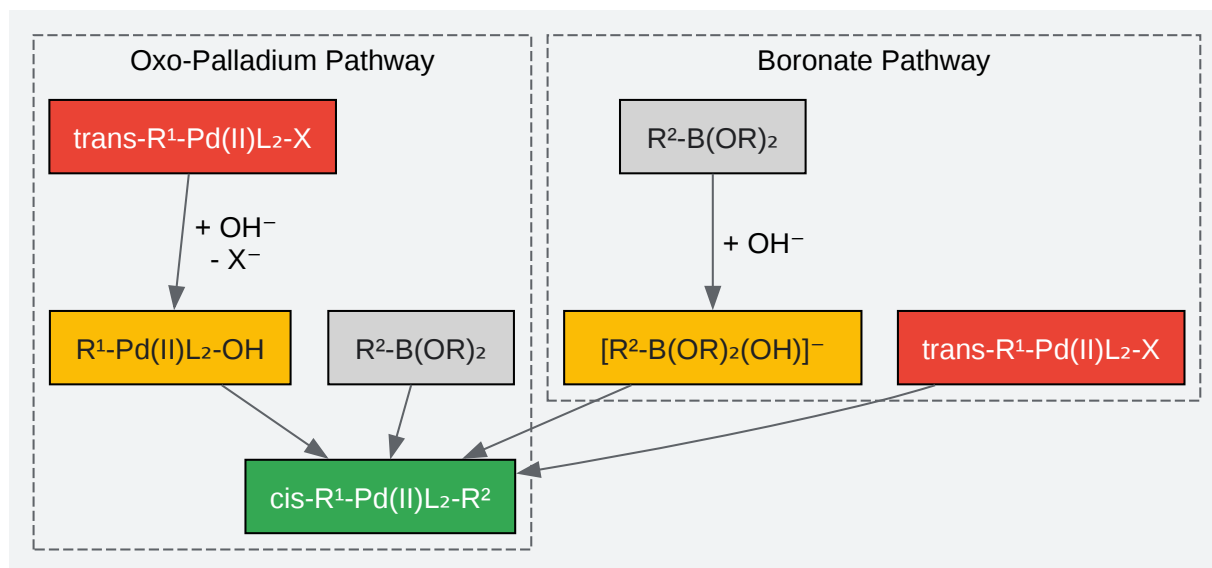 Oxo-Palladium Pathway
trans-R¹-Pd(II)L₂-X
+ OH⁻
- X⁻
R¹-Pd(II)L₂-OH
R²-B(OR)₂
Boronate Pathway
R²-B(OR)₂
+ OH⁻
[R²-B(OR)₂(OH)]⁻
trans-R¹-Pd(II)L₂-X
cis-R¹-Pd(II)L₂-R²